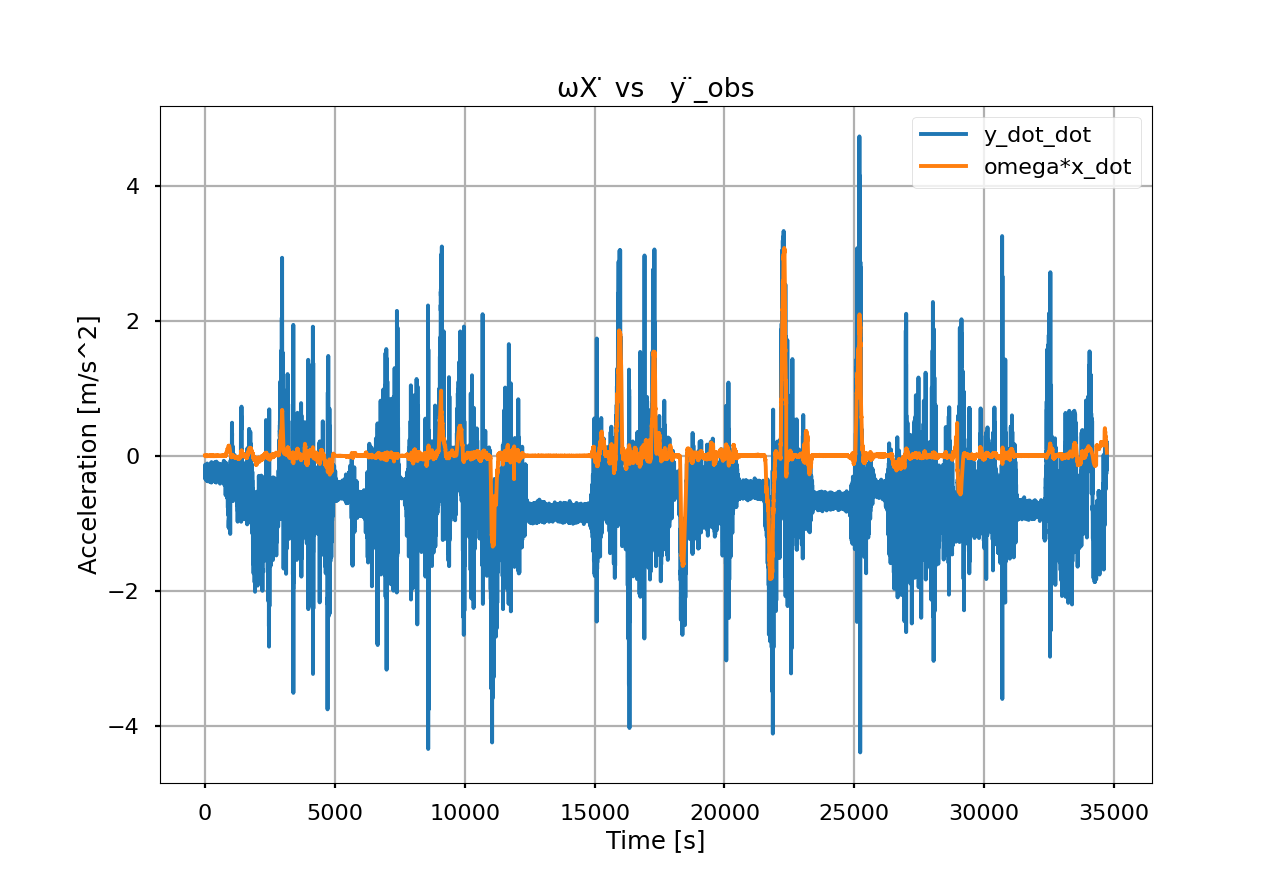 ωẊ vs ÿ_obs
y_dot_dot
omega*x_dot
Acceleration [m/s^2]
4
2
0
−2
−4
0 5000 10000 15000 20000 25000 30000 35000
Time [s]